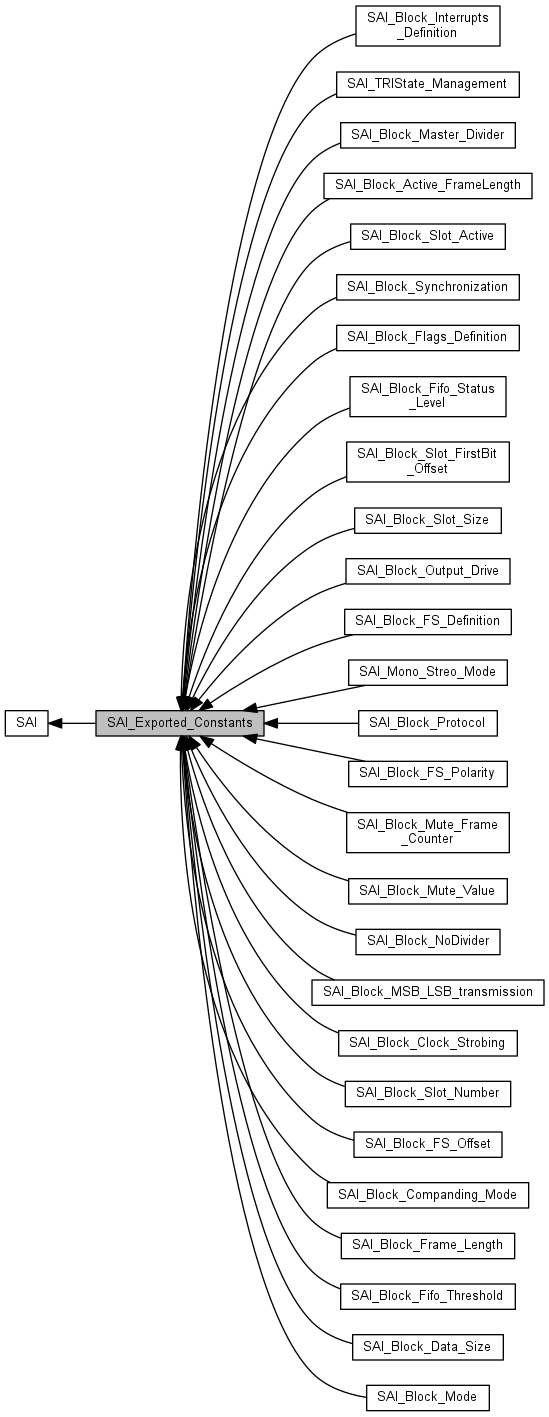 SAI_Block_Interrupts
_Definition
SAI_TRIState_Management
SAI_Block_Master_Divider
SAI_Block_Active_FrameLength
SAI_Block_Slot_Active
SAI_Block_Synchronization
SAI_Block_Flags_Definition
SAI_Block_Fifo_Status
_Level
SAI_Block_Slot_FirstBit
_Offset
SAI_Block_Slot_Size
SAI_Block_Output_Drive
SAI_Block_FS_Definition
SAI_Mono_Streo_Mode
SAI
SAI_Exported_Constants
SAI_Block_Protocol
SAI_Block_FS_Polarity
SAI_Block_Mute_Frame
_Counter
SAI_Block_Mute_Value
SAI_Block_NoDivider
SAI_Block_MSB_LSB_transmission
SAI_Block_Clock_Strobing
SAI_Block_Slot_Number
SAI_Block_FS_Offset
SAI_Block_Companding_Mode
SAI_Block_Frame_Length
SAI_Block_Fifo_Threshold
SAI_Block_Data_Size
SAI_Block_Mode